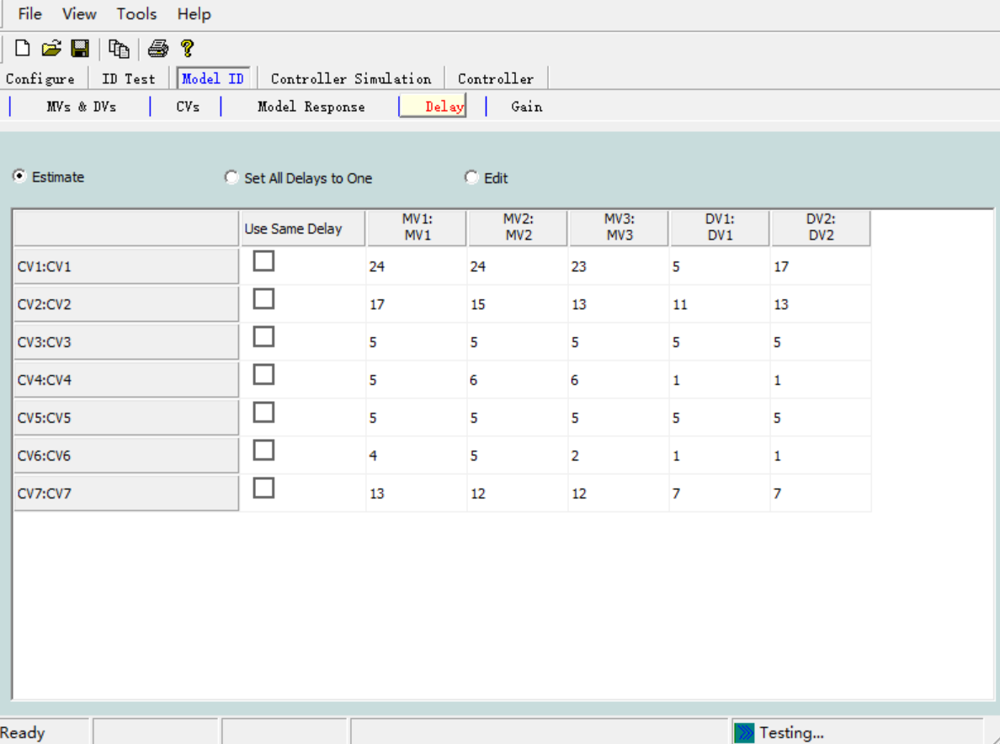 File View Tools Help
Configure ID Test Model ID Controller Simulation Controller
MVs & DVs CVs Model Response Delay Gain
Estimate Set All Delays to One Edit
Use Same Delay MV1: MV1 MV2: MV2 MV3: MV3 DV1: DV1 DV2: DV2
CV1:CV1 24 24 23 5 17
CV2:CV2 17 15 13 11 13
CV3:CV3 5 5 5 5 5
CV4:CV4 5 6 6 1 1
CV5:CV5 5 5 5 5 5
CV6:CV6 4 5 2 1 1
CV7:CV7 13 12 12 7 7
Ready Testing...